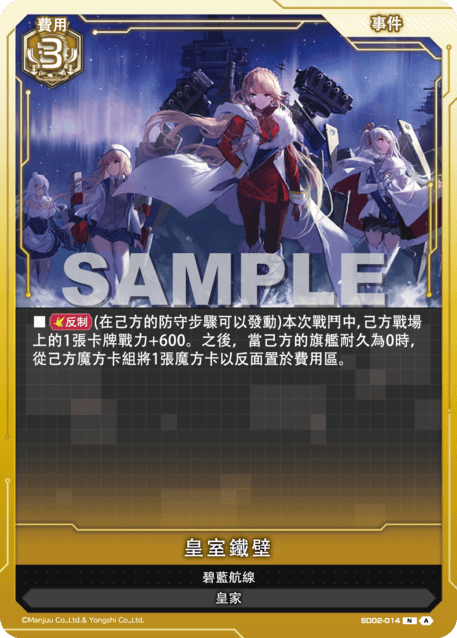 費用
事件
3
SAMPLE
■ 反制 (在己方的防守步驟可以發動)本次戰鬥中,己方戰場
上的1張卡牌戰力+600。之後，當己方的旗艦耐久為0時,
從己方魔方卡組將1張魔方卡以反面置於費用區。
皇室鐵壁
碧藍航線
皇家
©Manjuu Co.,Ltd.& Yongshi Co.,Ltd.
SD02-014 N A